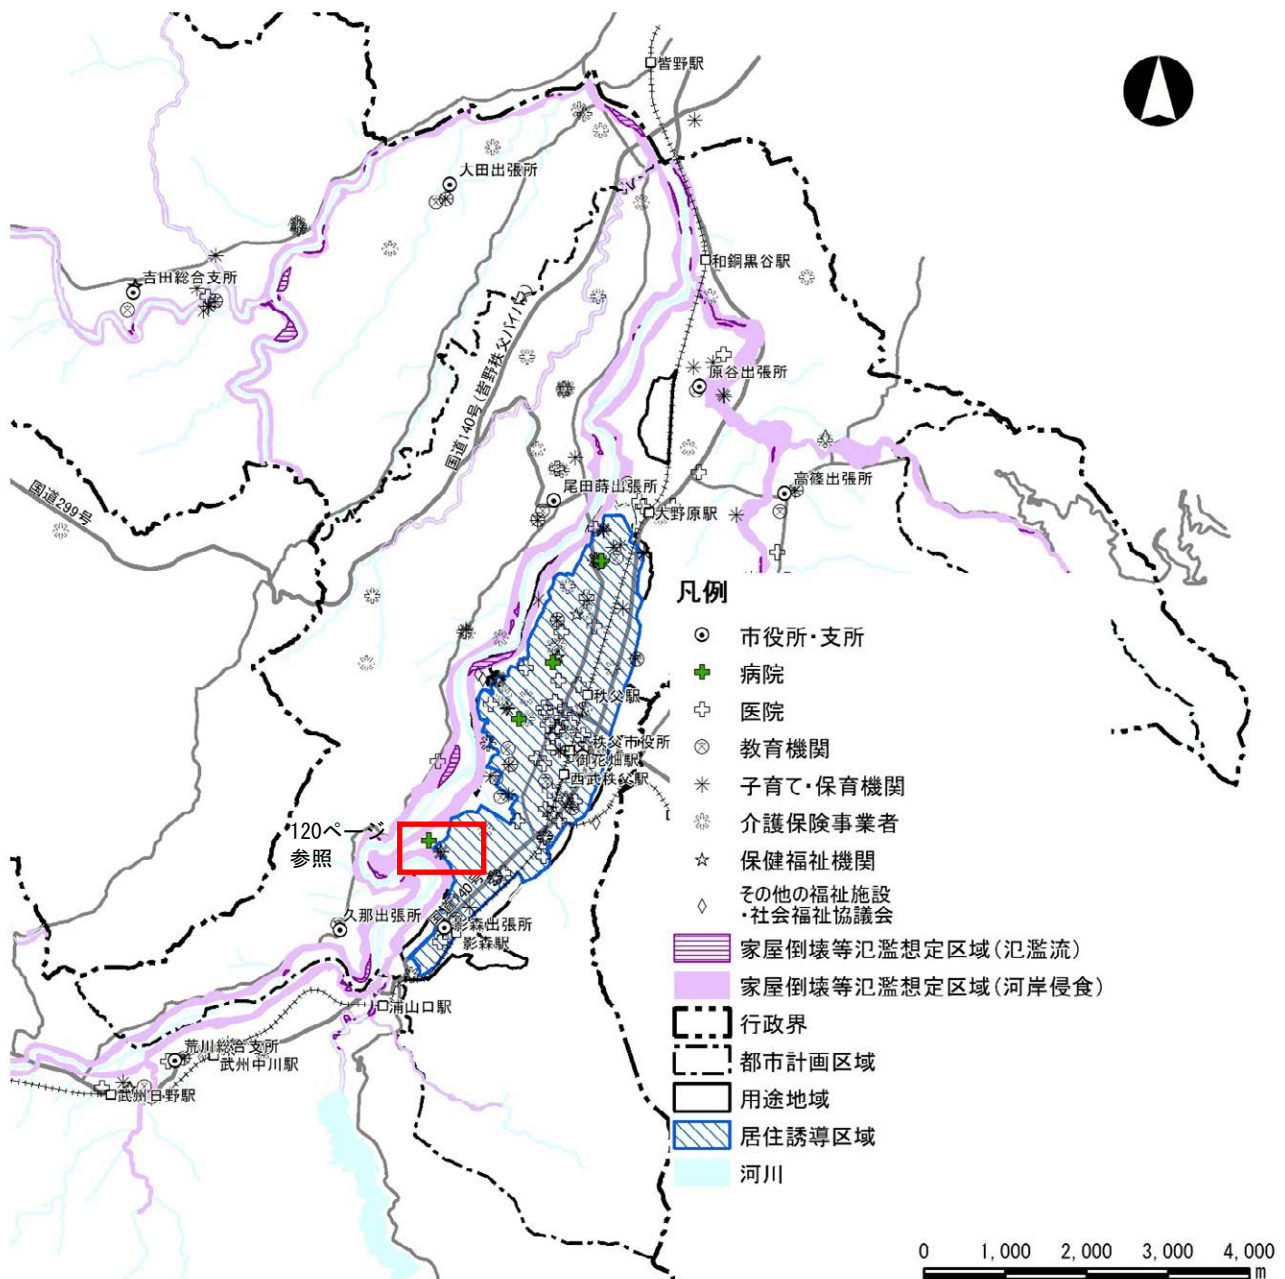 皆野駅
大田出張所
和銅黒谷駅
吉田総合支所
国道140号(皆野秩父バイパス)
原谷出張所
国道299号
尾田蒔出張所
高篠出張所
大野原駅
秩父駅
秩父市役所
御花畑駅
西武秩父駅
120ページ
参照
国道140号
久那出張所
影森出張所
影森駅
浦山口駅
荒川総合支所
武州中川駅
武州日野駅
凡例
市役所・支所
病院
医院
教育機関
子育て・保育機関
介護保険事業者
保健福祉機関
その他の福祉施設
・社会福祉協議会
家屋倒壊等氾濫想定区域(氾濫流)
家屋倒壊等氾濫想定区域(河岸侵食)
行政界
都市計画区域
用途地域
居住誘導区域
河川
0 1,000 2,000 3,000 4,000
m